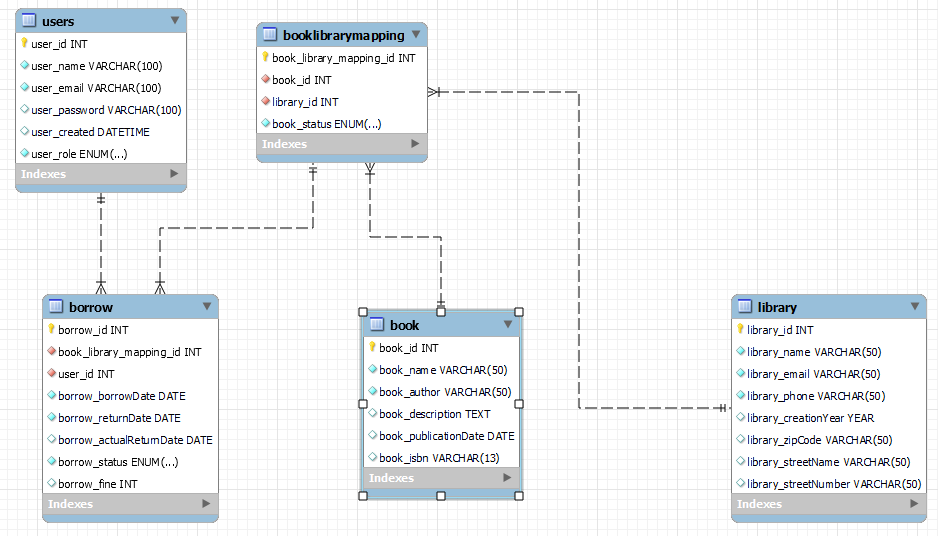 users
user_id INT
user_name VARCHAR(100)
user_email VARCHAR(100)
user_password VARCHAR(100)
user_created DATETIME
user_role ENUM(...)
Indexes
booklibrarymapping
book_library_mapping_id INT
book_id INT
library_id INT
book_status ENUM(...)
Indexes
borrow
borrow_id INT
book_library_mapping_id INT
user_id INT
borrow_borrowDate DATE
borrow_returnDate DATE
borrow_actualReturnDate DATE
borrow_status ENUM(...)
borrow_fine INT
Indexes
book
book_id INT
book_name VARCHAR(50)
book_author VARCHAR(50)
book_description TEXT
book_publicationDate DATE
book_isbn VARCHAR(13)
Indexes
library
library_id INT
library_name VARCHAR(50)
library_email VARCHAR(50)
library_phone VARCHAR(50)
library_creationYear YEAR
library_zipCode VARCHAR(50)
library_streetName VARCHAR(50)
library_streetNumber VARCHAR(50)
Indexes